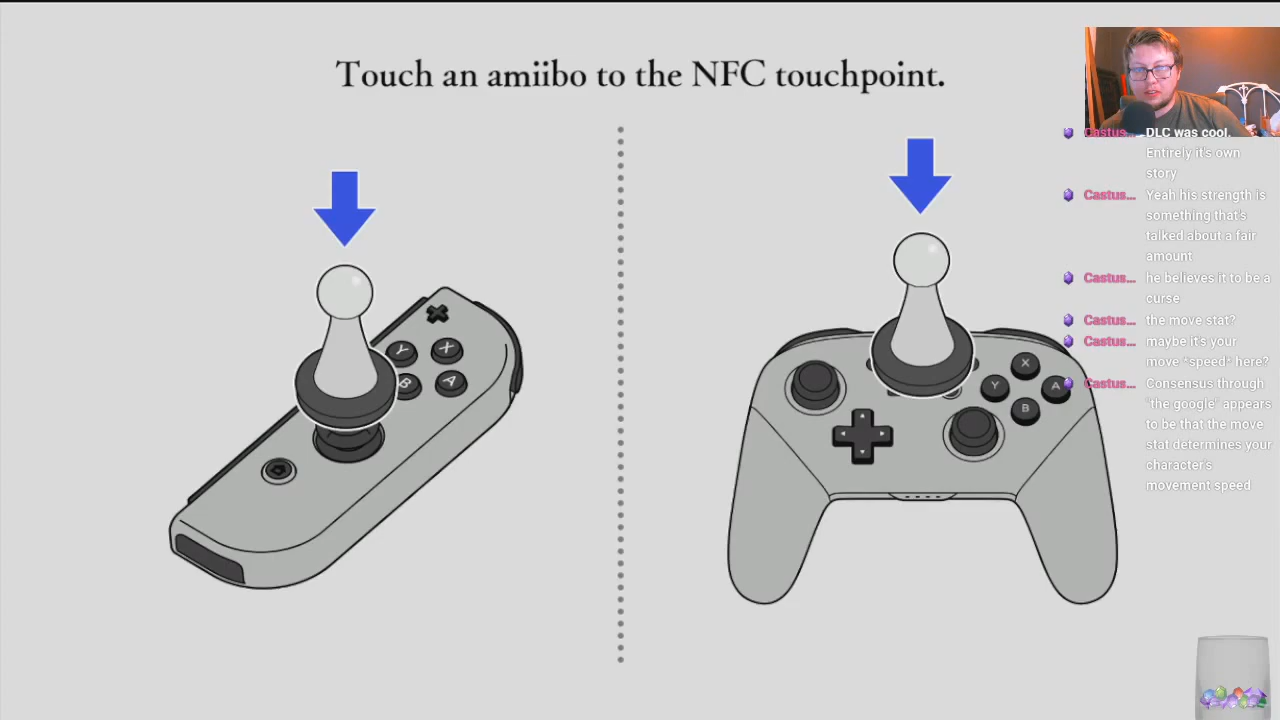 Touch an amiibo to the NFC touchpoint.
Y
X
B
A
X
Y
A
B
Castus... DLC was cool.
Entirely it's own
story
Castus... Yeah his strength is
something that's
talked about a fair
amount
Castus... he believes it to be a
curse
Castus... the move stat?
Castus... maybe it's your
move *speed* here?
Castus... Consensus through
"the google" appears
to be that the move
stat determines your
character's
movement speed